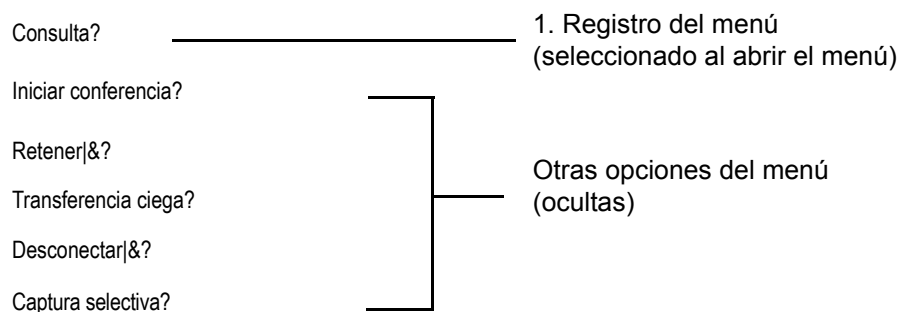 Consulta?
1. Registro del menú
(seleccionado al abrir el menú)
Iniciar conferencia?
Retener|&?
Transferencia ciega?
Desconectar|&?
Captura selectiva?
Otras opciones del menú
(ocultas)